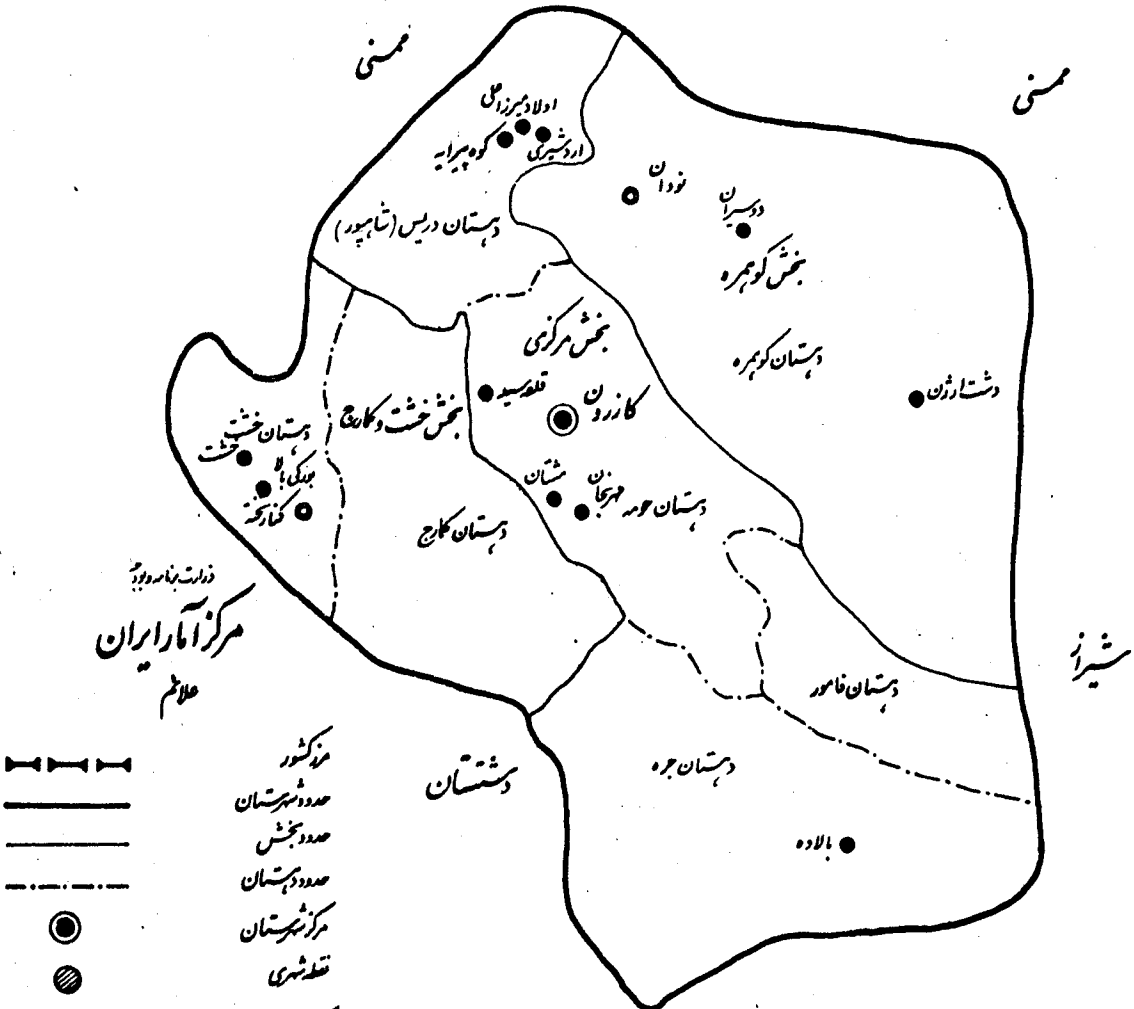 ممسنی
ممسنی
اولاد میرزاعلی
اردشیری
کوه پیرایه
نودان
دوسیران
دهستان دریس (شاهپور)
بخش کوهمره
بخش مرکزی
دهستان کوهمره
دشت ارژن
قلعه سید
کازرون
بخش خشت و کمارج
دهستان خشت
خشت
بورکی بالا
کنارتخته
مشتان
مهرنجان
دهستان حومه
دهستان کمارج
وزارت برنامه و بودجه
مرکز آمار ایران
علائم
شیراز
دهستان فامور
دهستان جره
دشتستان
بالاده
مرز کشور
حدود شهرستان
حدود بخش
حدود دهستان
مرکز شهرستان
نقطه شهری